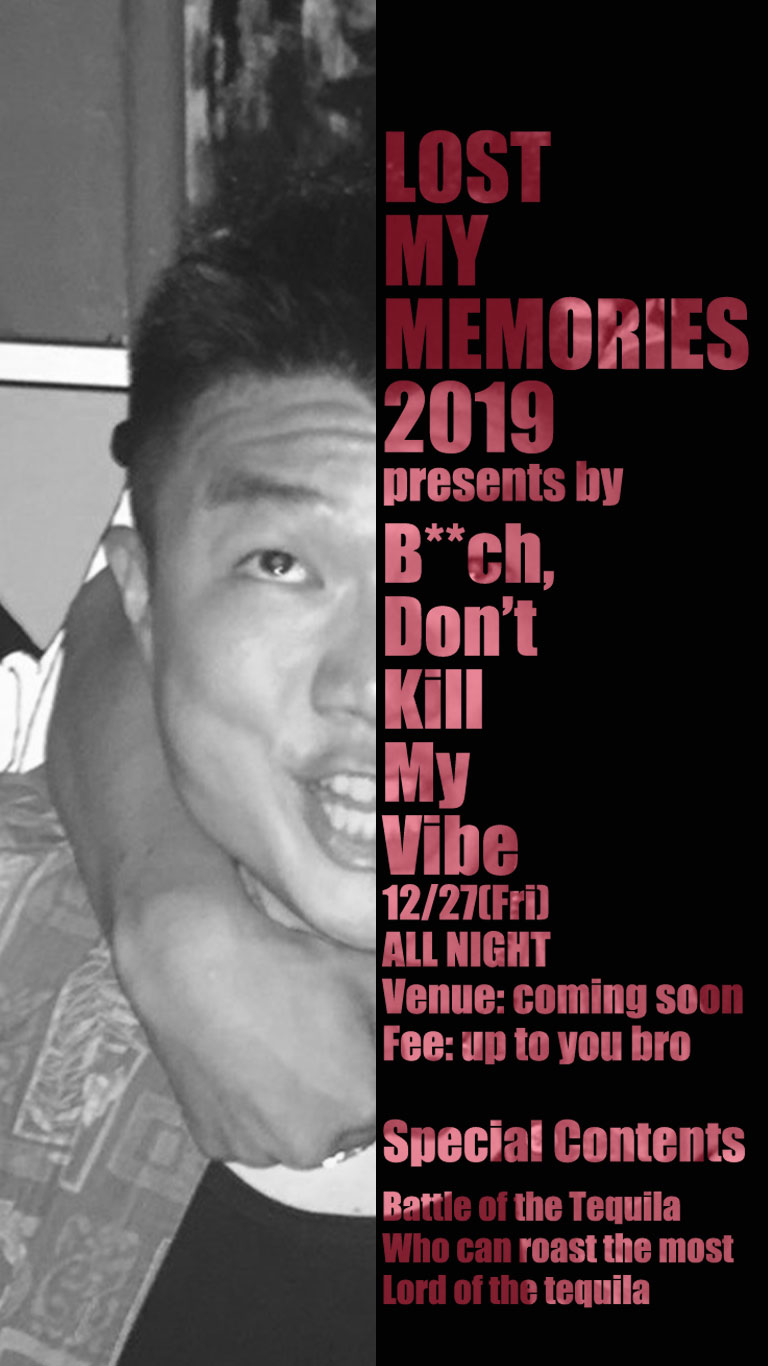 LOST
MY
MEMORIES
2019
presents by
B**ch,
Don't
Kill
My
Vibe
12/27(Fri)
ALL NIGHT
Venue: coming soon
Fee: up to you bro
Special Contents
Battle of the Tequila
Who can roast the most
Lord of the tequila